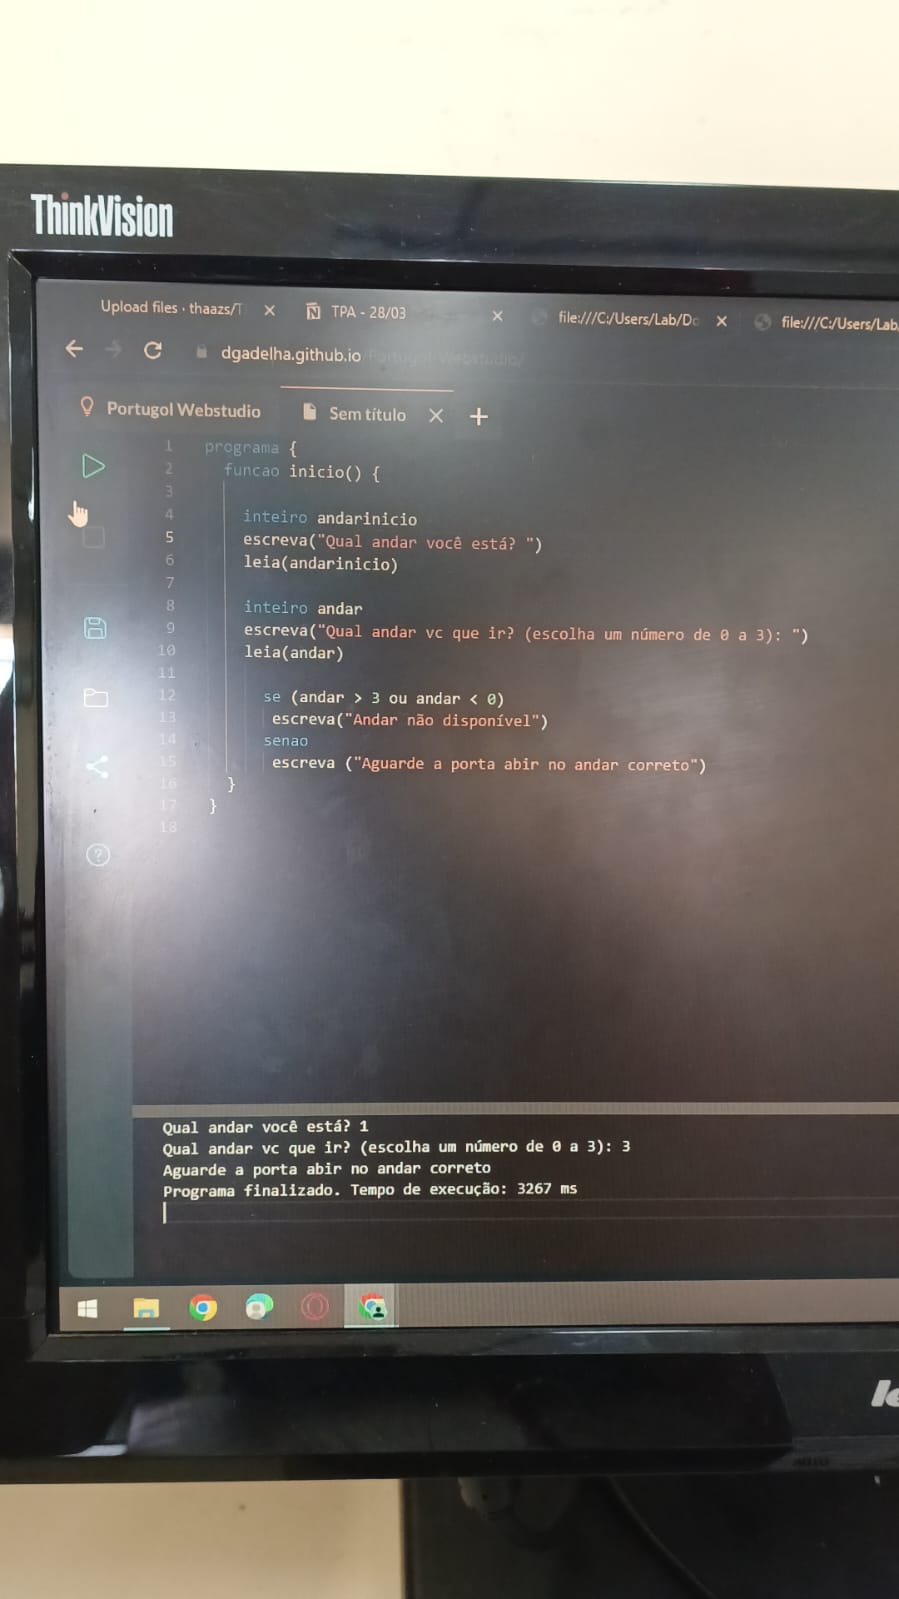 ThinkVision
Upload files · thaazs/T
TPA - 28/03
file:///C:/Users/Lab/Do
file:///C:/Users/Lab,
dgadelha.github.io/Portugol-Webstudio/
Portugol Webstudio
Sem título
1 programa {
2 funcao inicio() {
3
4 inteiro andarinicio
5 escreva("Qual andar você está? ")
6 leia(andarinicio)
7
8 inteiro andar
9 escreva("Qual andar vc que ir? (escolha um número de 0 a 3): ")
10 leia(andar)
11
12 se (andar > 3 ou andar < 0)
13 escreva("Andar não disponível")
14 senao
15 escreva ("Aguarde a porta abir no andar correto")
16 }
17 }
18
Qual andar você está? 1
Qual andar vc que ir? (escolha um número de 0 a 3): 3
Aguarde a porta abir no andar correto
Programa finalizado. Tempo de execução: 3267 ms
le
AUTO